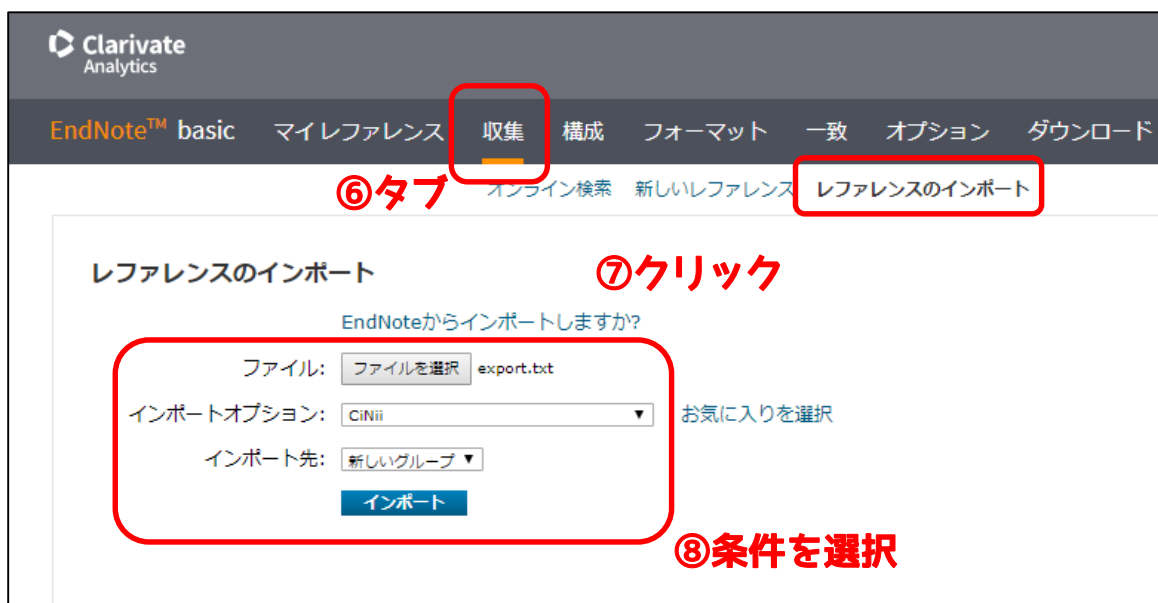 Clarivate
Analytics
EndNote™ basic マイレファレンス 収集 構成 フォーマット 一致 オプション ダウンロード
⑥タブ オンライン検索 新しいレファレンス レファレンスのインポート
レファレンスのインポート
⑦クリック
EndNoteからインポートしますか?
ファイル: ファイルを選択 export.txt
インポートオプション: CiNii ▼ お気に入りを選択
インポート先: 新しいグループ ▼
インポート
⑧条件を選択